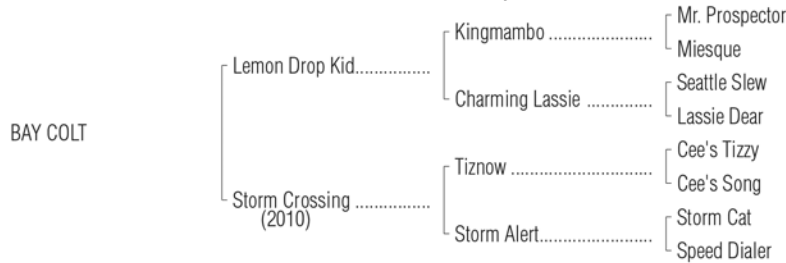 Mr. Prospector
Kingmambo ......................
Miesque
Lemon Drop Kid................
Seattle Slew
Charming Lassie ..............
Lassie Dear
BAY COLT
Cee's Tizzy
Tiznow ..............................
Cee's Song
Storm Crossing ................
(2010)
Storm Cat
Storm Alert........................
Speed Dialer